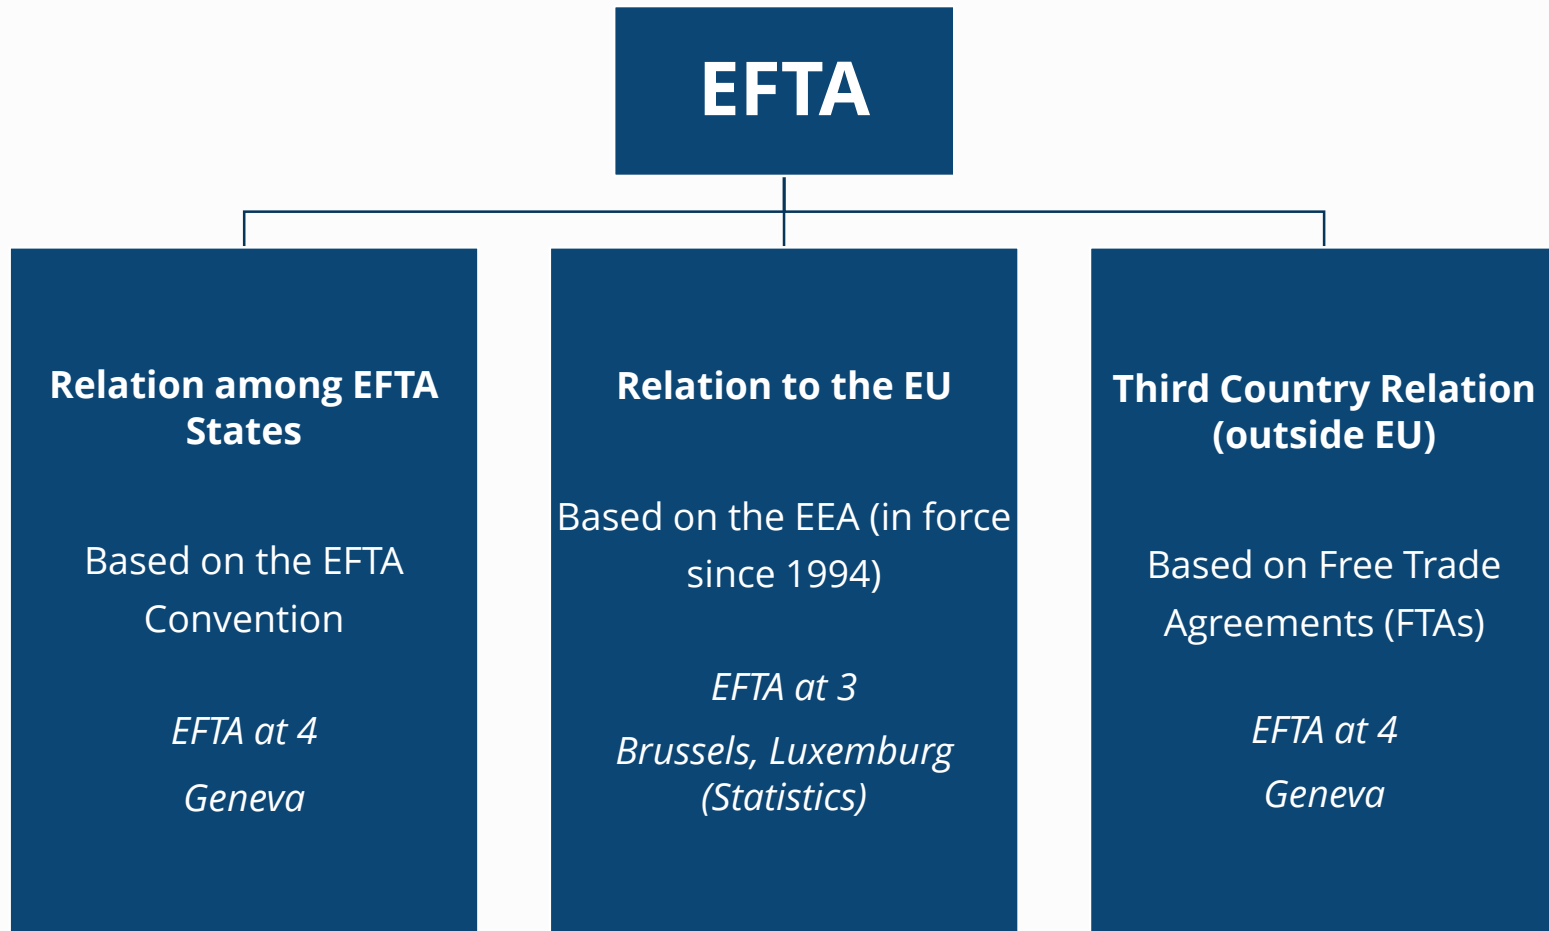 EFTA
Relation among EFTA
States
Based on the EFTA
Convention
EFTA at 4
Geneva
Relation to the EU
Based on the EEA (in force
since 1994)
EFTA at 3
Brussels, Luxemburg
(Statistics)
Third Country Relation
(outside EU)
Based on Free Trade
Agreements (FTAs)
EFTA at 4
Geneva